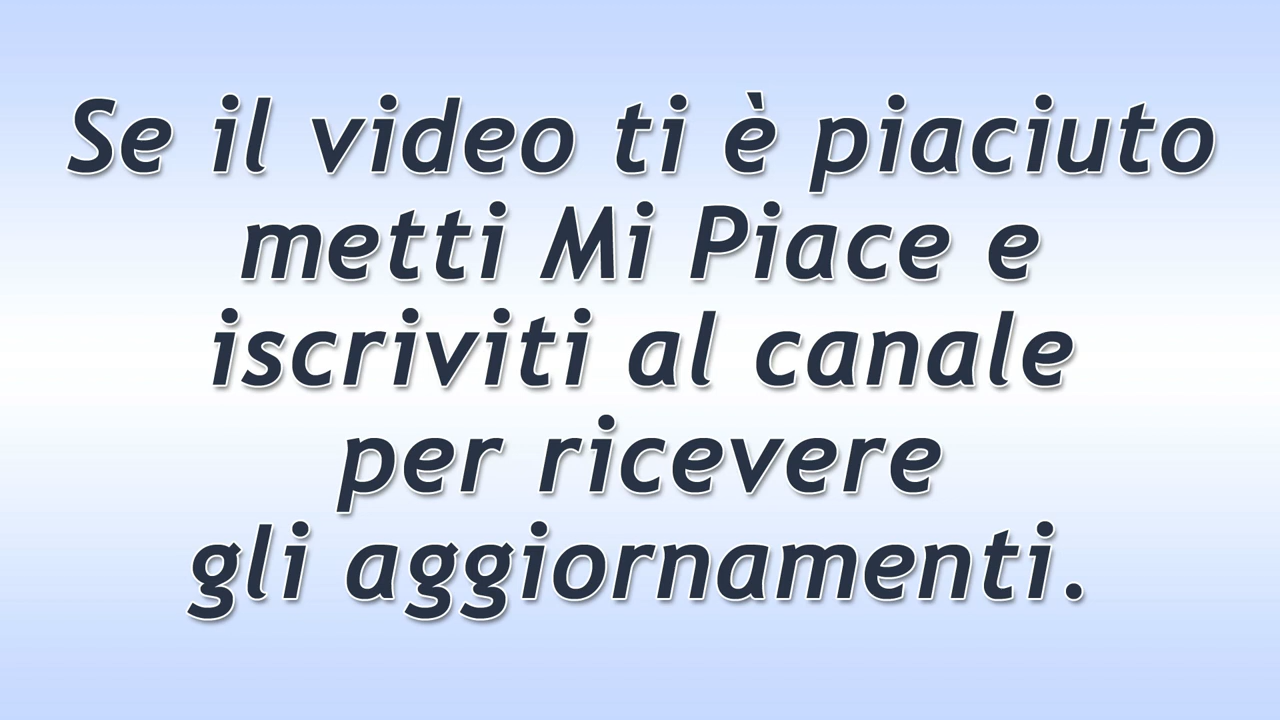 Se il video ti è piaciuto
metti Mi Piace e
iscriviti al canale
per ricevere
gli aggiornamenti.